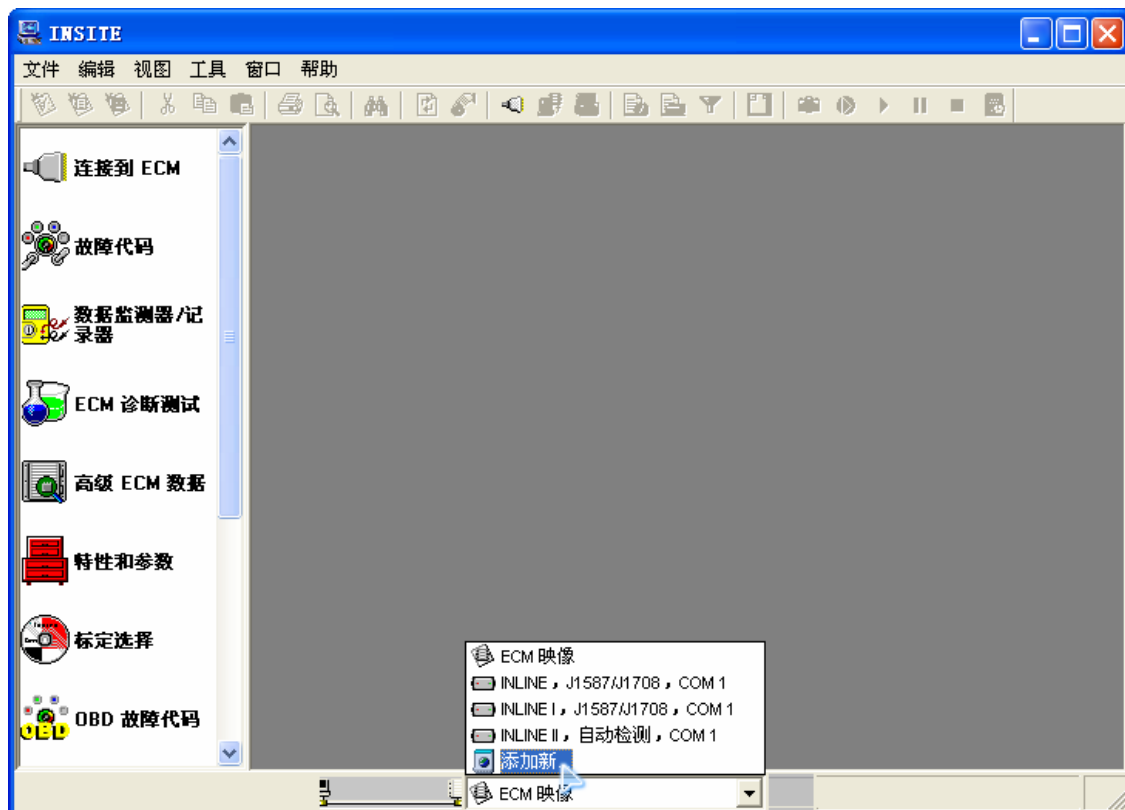 INSITE
文件 编辑 视图 工具 窗口 帮助
连接到 ECM
故障代码
数据监测器/记
录器
ECM 诊断测试
高级 ECM 数据
特性和参数
标定选择
OBD 故障代码
ECM 映像
INLINE，J1587/J1708，COM 1
INLINE I，J1587/J1708，COM 1
INLINE II，自动检测，COM 1
添加新
ECM 映像